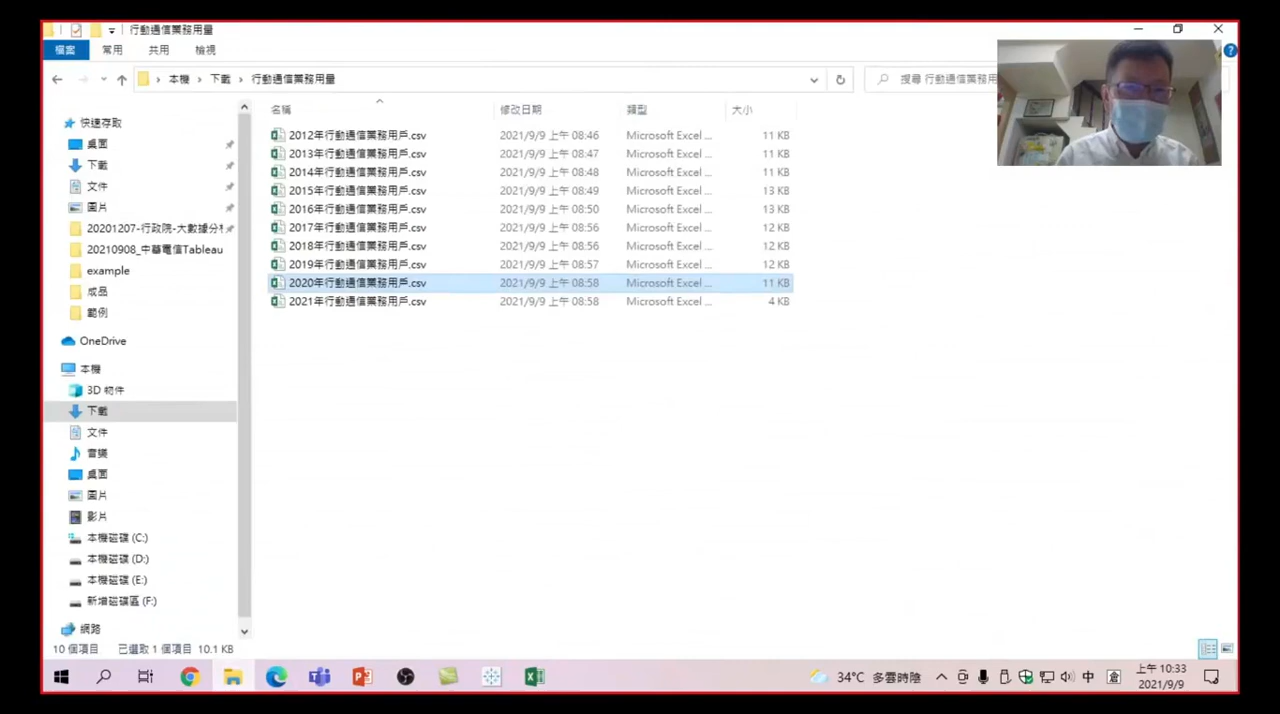 行動通信業務用量
檔案 常用 共用 檢視
本機 › 下載 › 行動通信業務用量
搜尋 行動通信業務用
名稱 修改日期 類型 大小
2012年行動通信業務用戶.csv 2021/9/9 上午 08:46 Microsoft Excel ... 11 KB
2013年行動通信業務用戶.csv 2021/9/9 上午 08:47 Microsoft Excel ... 11 KB
2014年行動通信業務用戶.csv 2021/9/9 上午 08:48 Microsoft Excel ... 11 KB
2015年行動通信業務用戶.csv 2021/9/9 上午 08:49 Microsoft Excel ... 13 KB
2016年行動通信業務用戶.csv 2021/9/9 上午 08:50 Microsoft Excel ... 13 KB
2017年行動通信業務用戶.csv 2021/9/9 上午 08:56 Microsoft Excel ... 12 KB
2018年行動通信業務用戶.csv 2021/9/9 上午 08:56 Microsoft Excel ... 12 KB
2019年行動通信業務用戶.csv 2021/9/9 上午 08:57 Microsoft Excel ... 12 KB
2020年行動通信業務用戶.csv 2021/9/9 上午 08:58 Microsoft Excel ... 11 KB
2021年行動通信業務用戶.csv 2021/9/9 上午 08:58 Microsoft Excel ... 4 KB
快速存取
桌面
下載
文件
圖片
20201207-行政院-大數據分
20210908_中華電信Tableau
example
成品
範例
OneDrive
本機
3D 物件
下載
文件
音樂
桌面
圖片
影片
本機磁碟 (C:)
本機磁碟 (D:)
本機磁碟 (E:)
新增磁碟區 (F:)
網路
10 個項目 已選取 1 個項目 10.1 KB
34°C 多雲時陰 中 倉 上午 10:33
2021/9/9